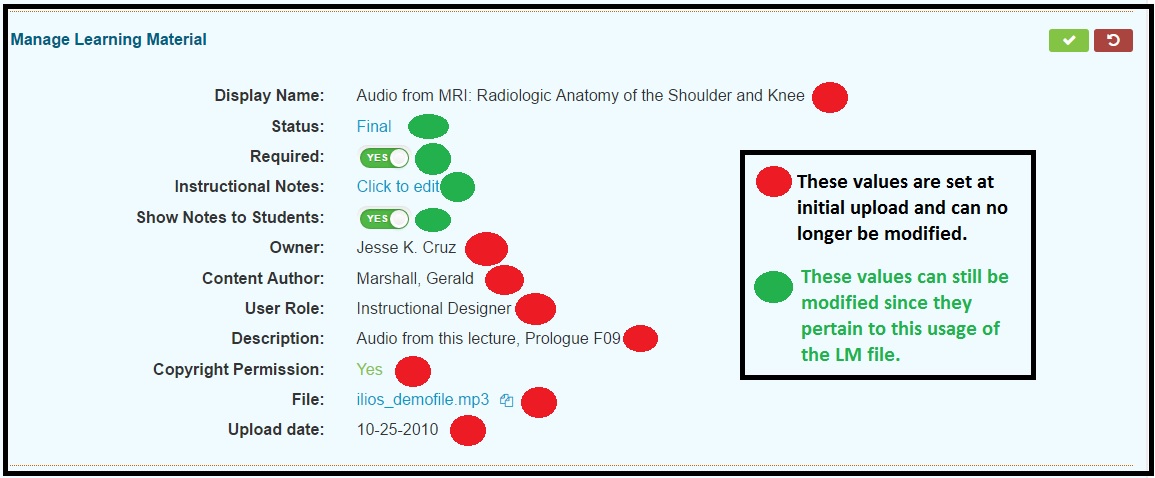 Manage Learning Material
Display Name: Audio from MRI: Radiologic Anatomy of the Shoulder and Knee
Status: Final
Required: YES
Instructional Notes: Click to edit
Show Notes to Students: YES
Owner: Jesse K. Cruz
Content Author: Marshall, Gerald
User Role: Instructional Designer
Description: Audio from this lecture, Prologue F09
Copyright Permission: Yes
File: ilios_demofile.mp3
Upload date: 10-25-2010
These values are set at
initial upload and can no
longer be modified.
These values can still be
modified since they
pertain to this usage of
the LM file.